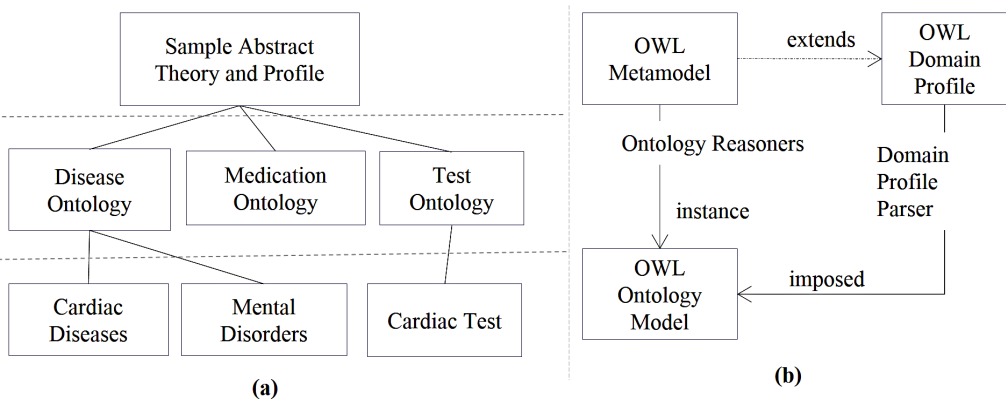 Sample Abstract
Theory and Profile
Disease
Ontology
Medication
Ontology
Test
Ontology
Cardiac
Diseases
Mental
Disorders
Cardiac Test
(a)
OWL
Metamodel
extends
OWL
Domain
Profile
Ontology Reasoners
Domain
Profile
Parser
instance
OWL
Ontology
Model
imposed
(b)